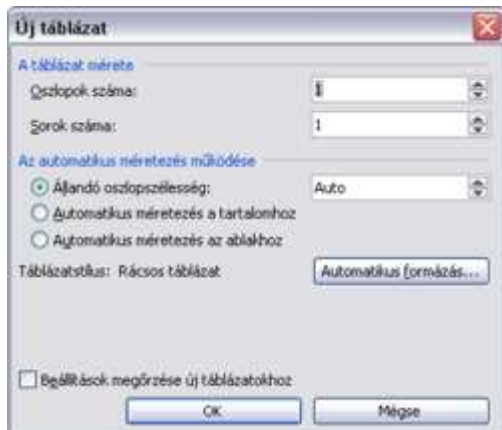 Új táblázat
A táblázat mérete
Oszlopok száma: 1
Sorok száma: 1
Az automatikus méretezés működése
Állandó oszlopszélesség: Auto
Automatikus méretezés a tartalomhoz
Automatikus méretezés az ablakhoz
Táblázatstílus: Rácsos táblázat Automatikus formázás...
Beállítások megőrzése új táblázatokhoz
OK Mégse